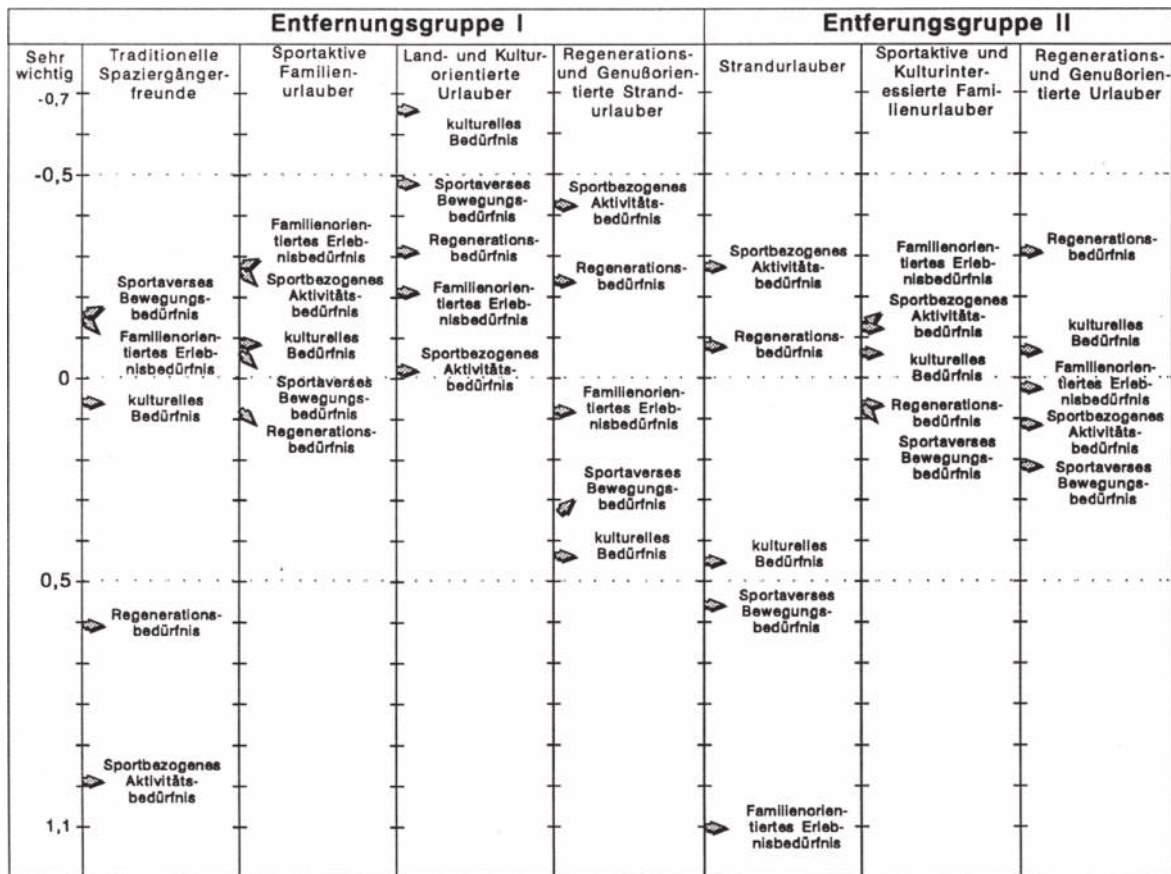 Entfernungsgruppe I
Entferungsgruppe II
Sehr
wichtig
-0,7
-0,5
0
0,5
1,1
Traditionelle
Spaziergänger-
freunde
Sportaverses
Bewegungs-
bedürfnis
Familienorien-
tiertes Erleb-
nisbedürfnis
kulturelles
Bedürfnis
Regenerations-
bedürfnis
Sportbezogenes
Aktivitäts-
bedürfnis
Sportaktive
Familien-
urlauber
Familienorien-
tiertes Erleb-
nisbedürfnis
Sportbezogenes
Aktivitäts-
bedürfnis
kulturelles
Bedürfnis
Sportaverses
Bewegungs-
bedürfnis
Regenerations-
bedürfnis
Land- und Kultur-
orientierte
Urlauber
kulturelles
Bedürfnis
Sportaverses
Bewegungs-
bedürfnis
Regenerations-
bedürfnis
Familienorien-
tiertes Erleb-
nisbedürfnis
Sportbezogenes
Aktivitäts-
bedürfnis
Regenerations-
und Genußorien-
tierte Strand-
urlauber
Sportbezogenes
Aktivitäts-
bedürfnis
Regenerations-
bedürfnis
Familienorien-
tiertes Erleb-
nisbedürfnis
Sportaverses
Bewegungs-
bedürfnis
kulturelles
Bedürfnis
Strandurlauber
Sportbezogenes
Aktivitäts-
bedürfnis
Regenerations-
bedürfnis
kulturelles
Bedürfnis
Sportaverses
Bewegungs-
bedürfnis
Familienorien-
tiertes Erleb-
nisbedürfnis
Sportaktive und
Kulturinter-
essierte Fami-
lienurlauber
Familienorien-
tiertes Erleb-
nisbedürfnis
Sportbezogenes
Aktivitäts-
bedürfnis
kulturelles
Bedürfnis
Regenerations-
bedürfnis
Sportaverses
Bewegungs-
bedürfnis
Regenerations-
und Genußorien-
tierte Urlauber
Regenerations-
bedürfnis
kulturelles
Bedürfnis
Familienorien-
tiertes Erleb-
nisbedürfnis
Sportbezogenes
Aktivitäts-
bedürfnis
Sportaverses
Bewegungs-
bedürfnis